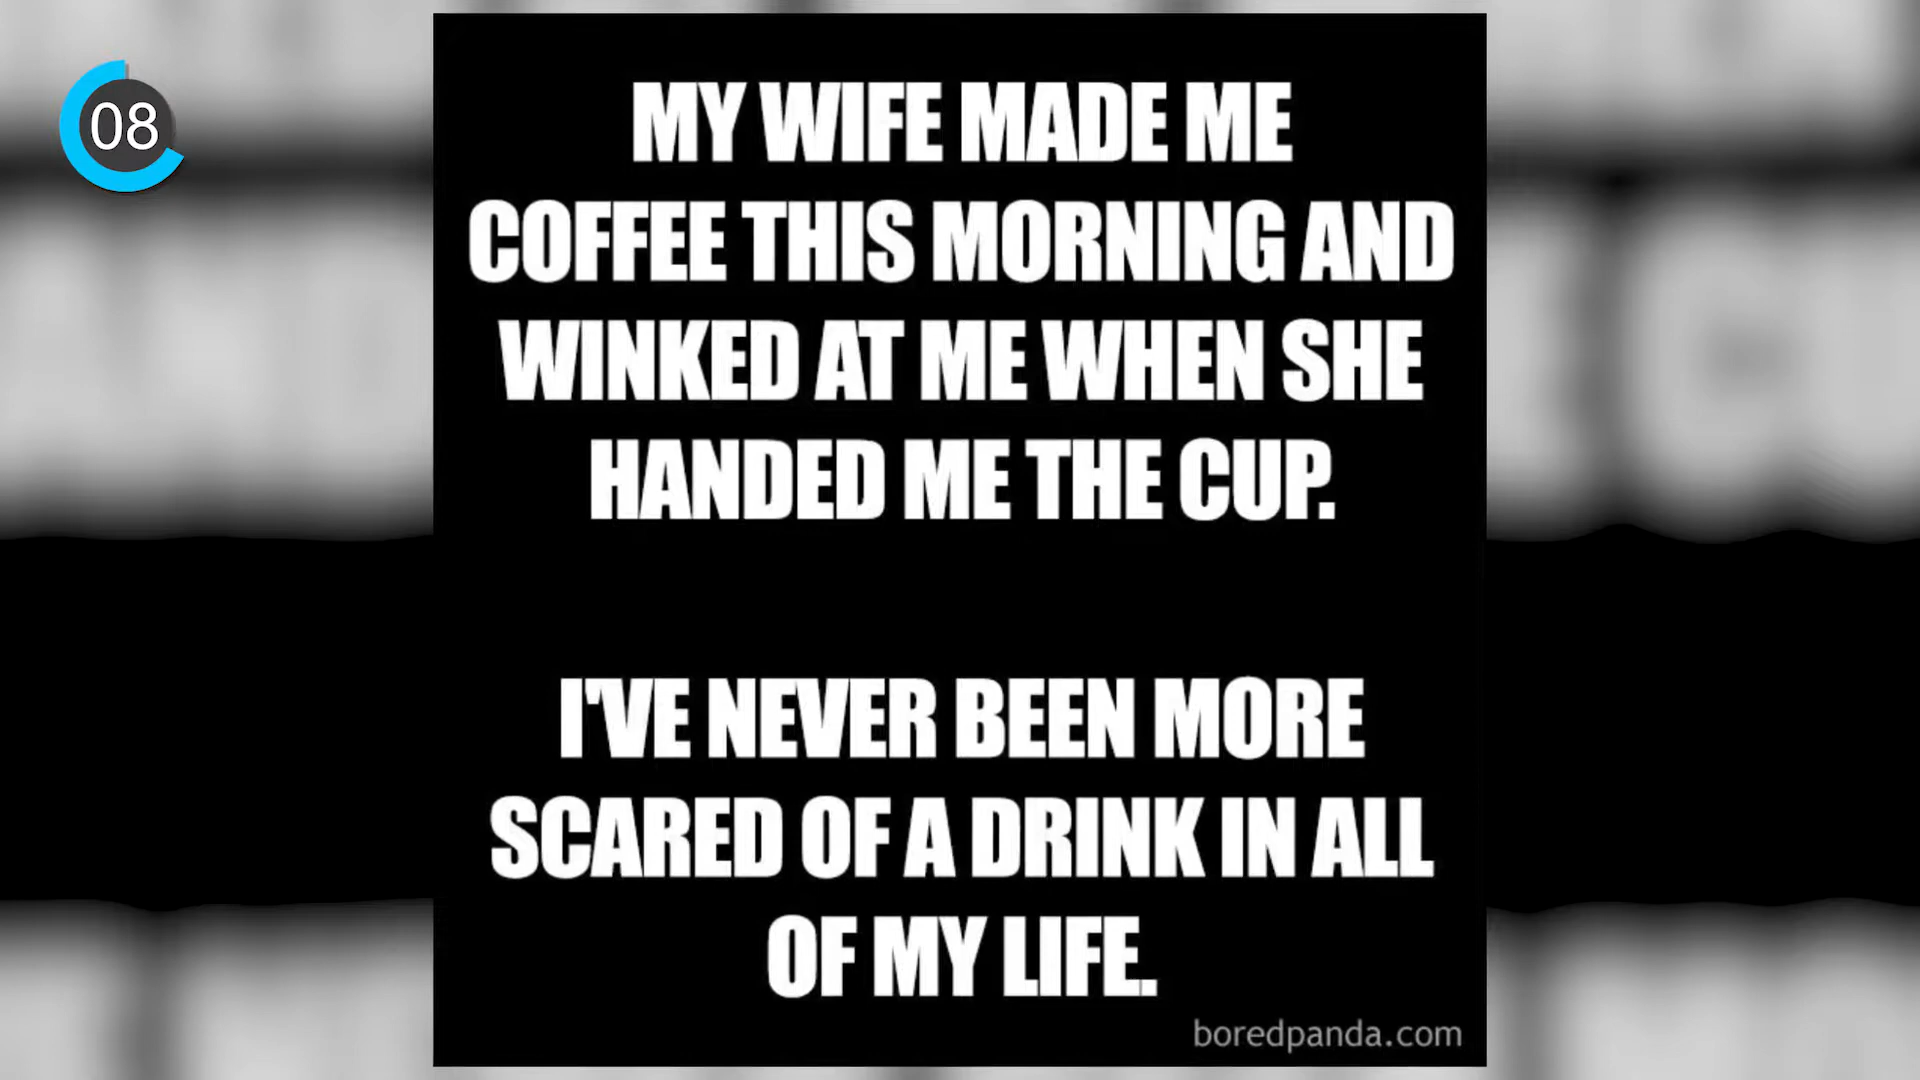 08
MY WIFE MADE ME
COFFEE THIS MORNING AND
WINKED AT ME WHEN SHE
HANDED ME THE CUP.
I'VE NEVER BEEN MORE
SCARED OF A DRINK IN ALL
OF MY LIFE.
boredpanda.com